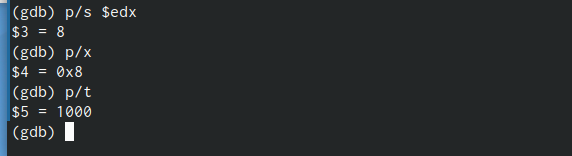 (gdb) p/s $edx
$3 = 8
(gdb) p/x
$4 = 0x8
(gdb) p/t
$5 = 1000
(gdb)